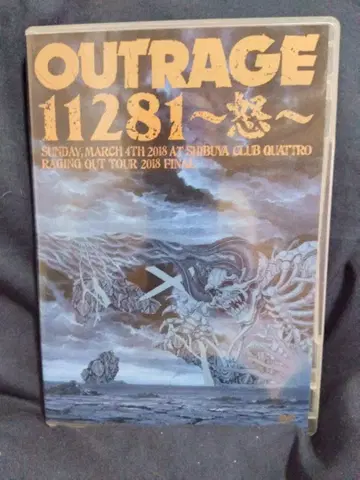 OUTRAGE
11281〜怒〜
SUNDAY, MARCH 4TH 2018 AT SHIBUYA CLUB QUATTRO
RAGING OUT TOUR 2018 FINAL